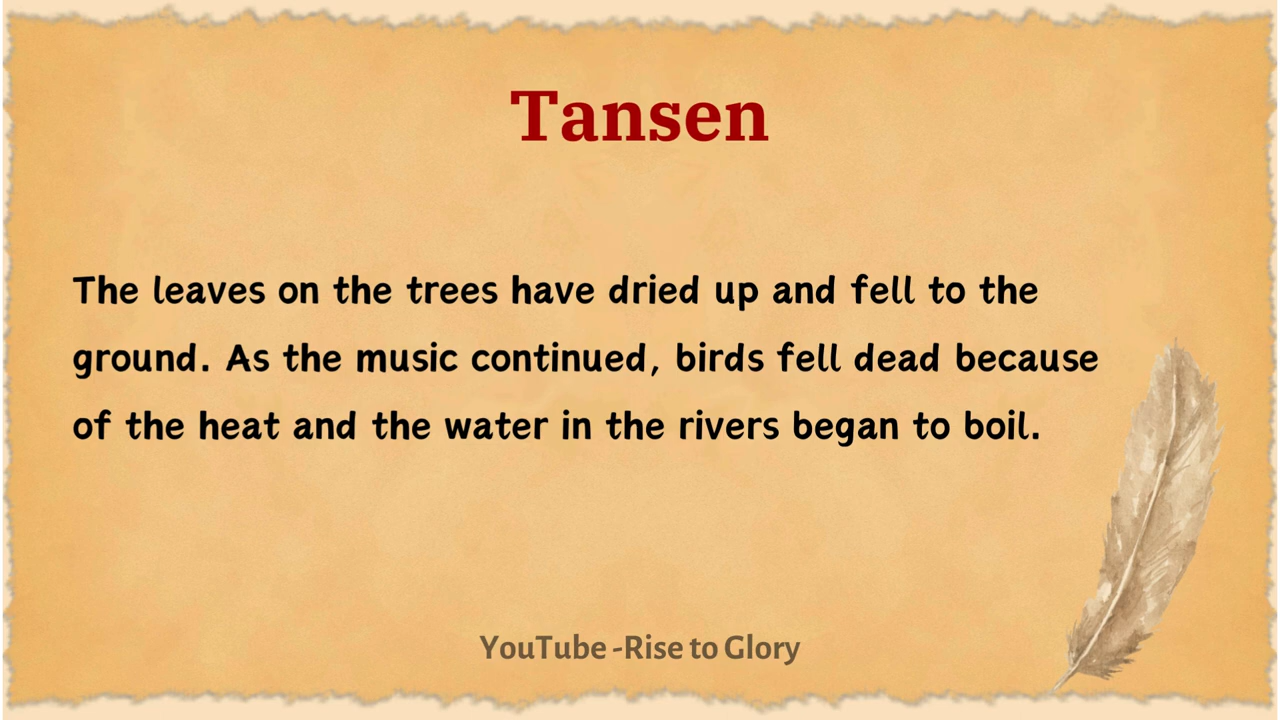 Tansen
The leaves on the trees have dried up and fell to the
ground. As the music continued, birds fell dead because
of the heat and the water in the rivers began to boil.
YouTube -Rise to Glory